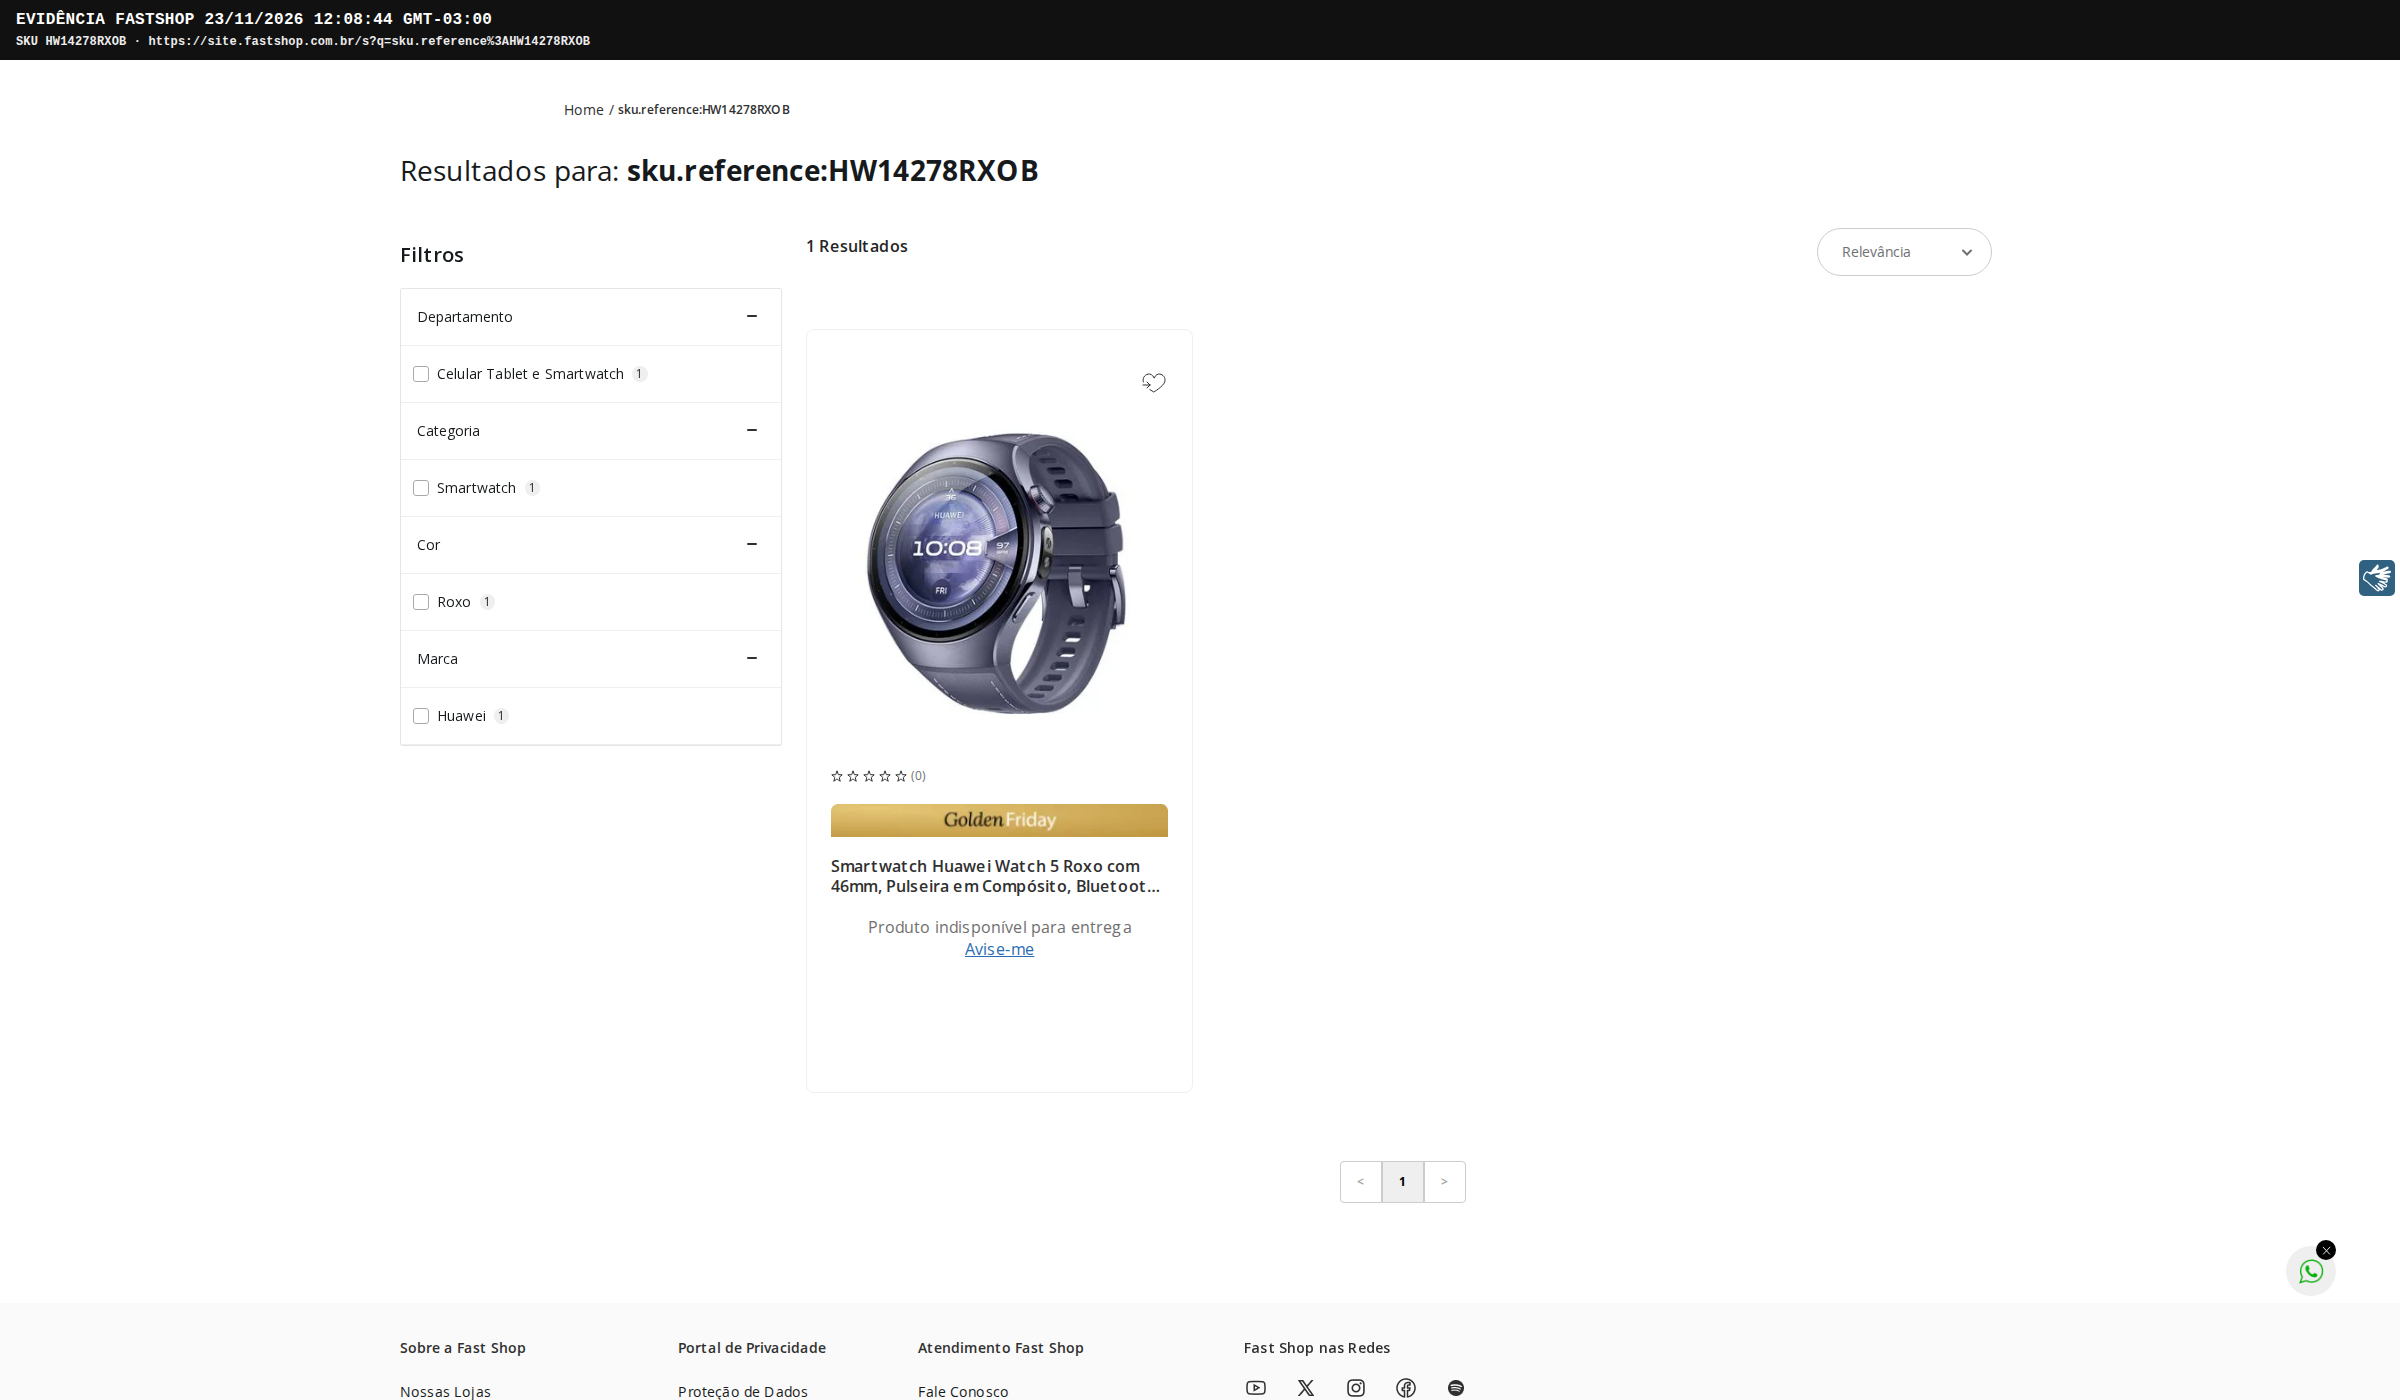 EVIDÊNCIA FASTSHOP 23/11/2026 12:08:44 GMT-03:00
SKU HW14278RXOB · https://site.fastshop.com.br/s?q=sku.reference%3AHW14278RXOB
Home / sku.reference:HW14278RXOB
Resultados para: sku.reference:HW14278RXOB
Filtros
1 Resultados
Relevância
Departamento
Celular Tablet e Smartwatch 1
Categoria
Smartwatch 1
Cor
Roxo 1
Marca
Huawei 1
HUAWEI
10:08
97
FRI
(0)
Golden Friday
Smartwatch Huawei Watch 5 Roxo com
46mm, Pulseira em Compósito, Bluetoot...
Produto indisponível para entrega
Avise-me
< 1 >
Sobre a Fast Shop
Portal de Privacidade
Atendimento Fast Shop
Fast Shop nas Redes
Nossas Lojas
Proteção de Dados
Fale Conosco